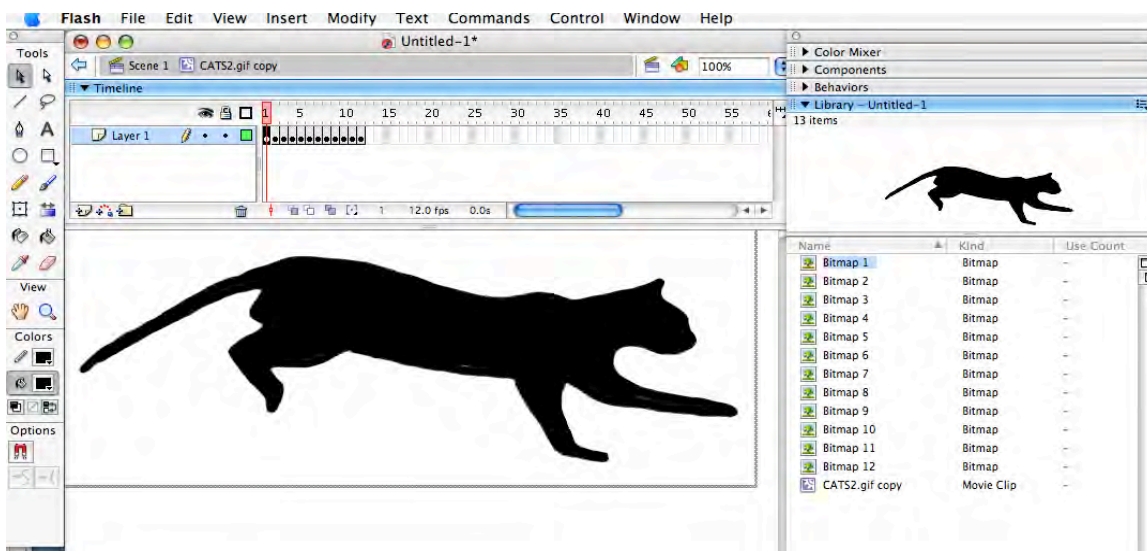 Flash File Edit View Insert Modify Text Commands Control Window Help
Tools
View
Colors
Options
Untitled-1*
Scene 1 CATS2.gif copy 100%
Timeline
1 5 10 15 20 25 30 35 40 45 50 55 6
Layer 1
1 12.0 fps 0.0s
Color Mixer
Components
Behaviors
Library - Untitled-1
13 items
Name Kind Use Count
Bitmap 1 Bitmap -
Bitmap 2 Bitmap -
Bitmap 3 Bitmap -
Bitmap 4 Bitmap -
Bitmap 5 Bitmap -
Bitmap 6 Bitmap -
Bitmap 7 Bitmap -
Bitmap 8 Bitmap -
Bitmap 9 Bitmap -
Bitmap 10 Bitmap -
Bitmap 11 Bitmap -
Bitmap 12 Bitmap -
CATS2.gif copy Movie Clip -